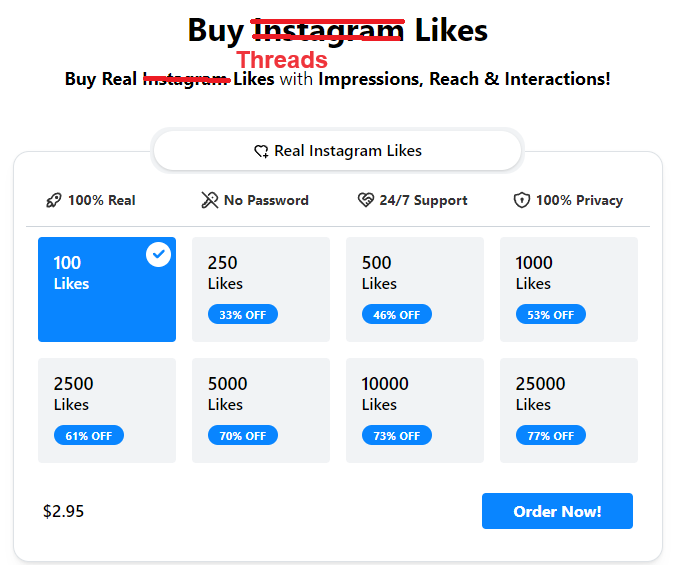 Buy Instagram Likes
Threads
Buy Real Instagram Likes with Impressions, Reach & Interactions!
Real Instagram Likes
100% Real No Password 24/7 Support 100% Privacy
100 250 500 1000
Likes Likes Likes Likes
33% OFF 46% OFF 53% OFF
2500 5000 10000 25000
Likes Likes Likes Likes
61% OFF 70% OFF 73% OFF 77% OFF
$2.95 Order Now!